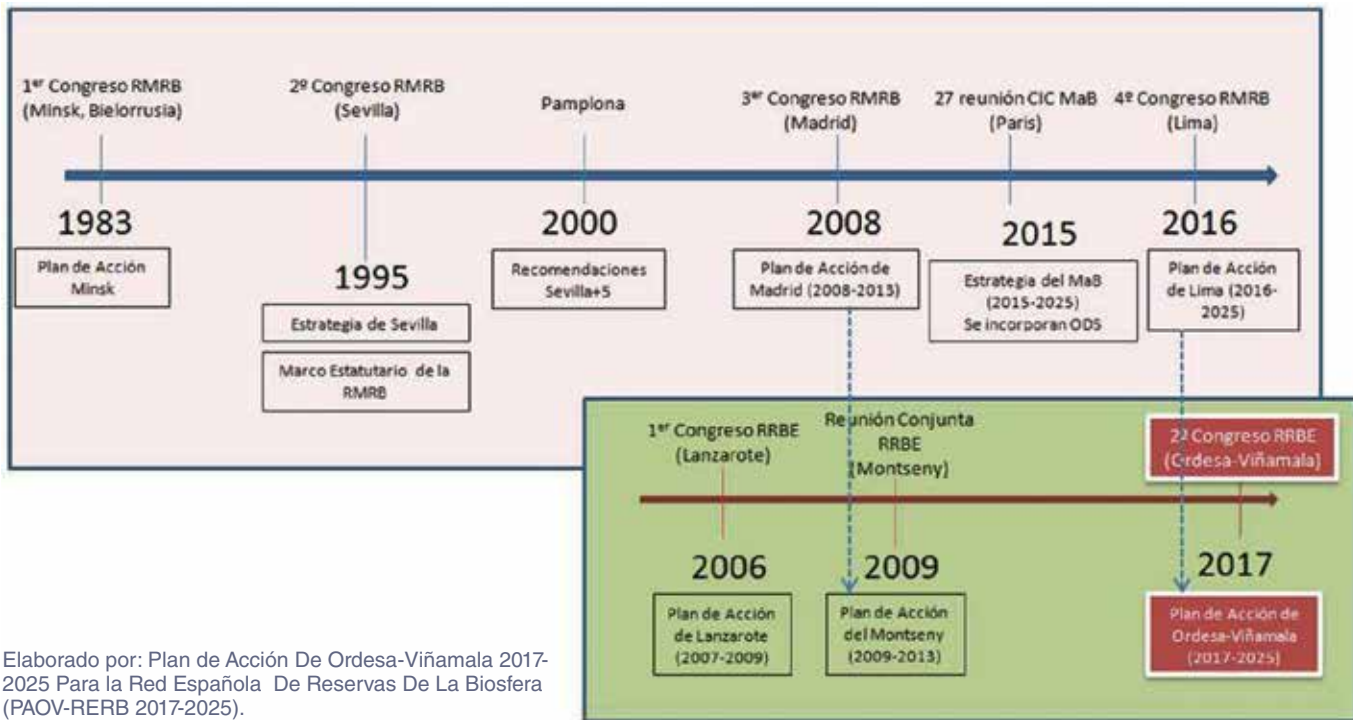 1er Congreso RMRB
(Minsk, Bielorrusia)
2º Congreso RMRB
(Sevilla)
Pamplona
3er Congreso RMRB
(Madrid)
27 reunión CIC MaB
(Paris)
4º Congreso RMRB
(Lima)
1983
Plan de Acción
Minsk
1995
Estrategia de Sevilla
Marco Estatutario de la
RMRB
2000
Recomendaciones
Sevilla+5
2008
Plan de Acción de
Madrid (2008-2013)
2015
Estrategia del MaB
(2015-2025)
Se incorporan ODS
2016
Plan de Acción
de Lima (2016-
2025)
1er Congreso RRBE
(Lanzarote)
Reunión Conjunta
RRBE
(Montseny)
2º Congreso RRBE
(Ordesa-Viñamala)
2006
Plan de Acción
de Lanzarote
(2007-2009)
2009
Plan de Acción
del Montseny
(2009-2013)
2017
Plan de Acción de
Ordesa-Viñamala
(2017-2025)
Elaborado por: Plan de Acción De Ordesa-Viñamala 2017-
2025 Para la Red Española De Reservas De La Biosfera
(PAOV-RERB 2017-2025).